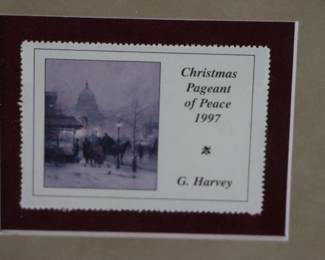 Christmas
Pageant
of Peace
1997
G. Harvey